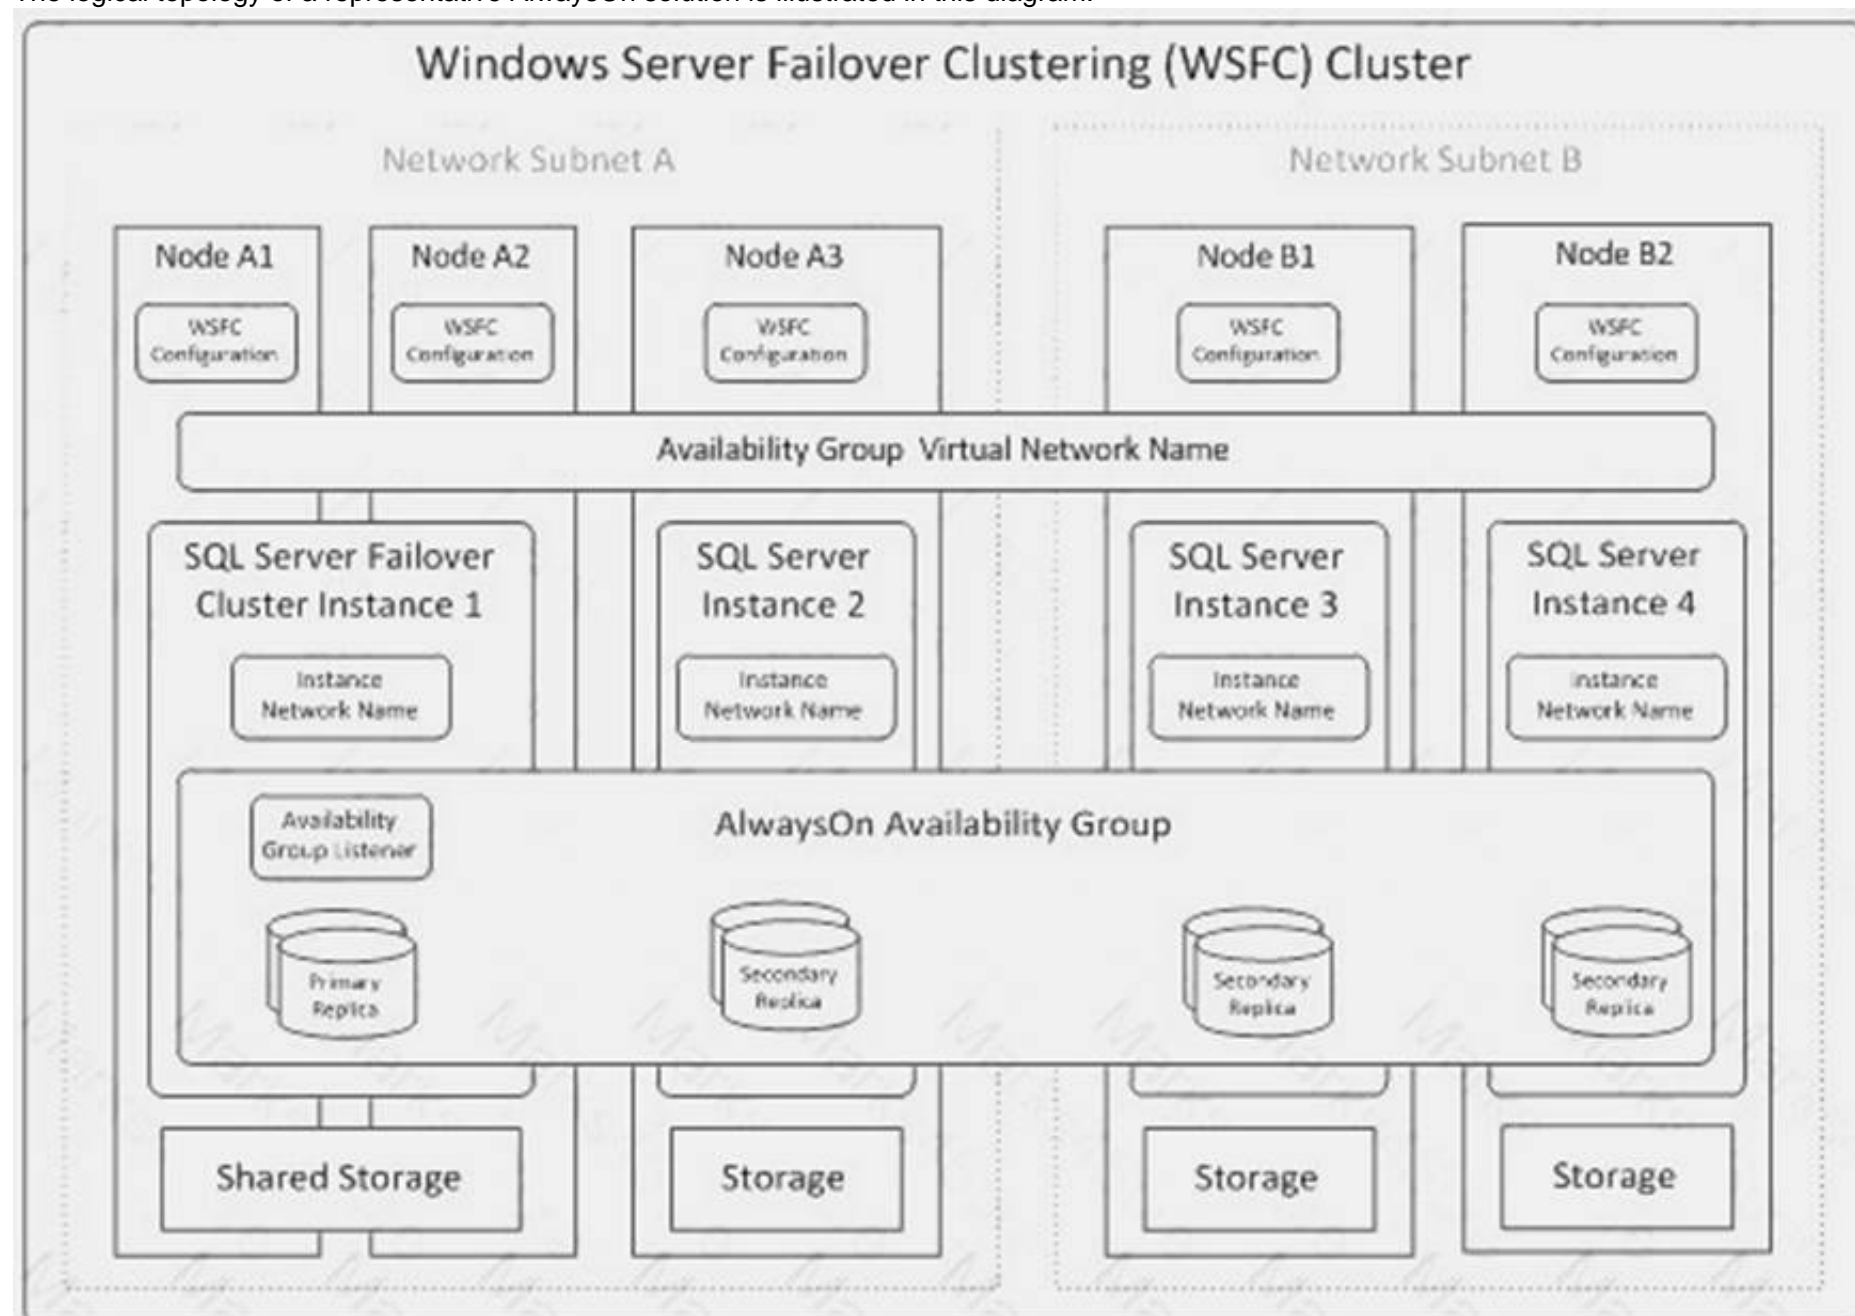 The logical topology of a representative AlwaysOn solution is illustrated in this diagram.
Windows Server Failover Clustering (WSFC) Cluster
Network Subnet A
Network Subnet B
Node A1
Node A2
Node A3
Node B1
Node B2
WSFC
Configuration
WSFC
Configuration
WSFC
Configuration
WSFC
Configuration
WSFC
Configuration
Availability Group Virtual Network Name
SQL Server Failover
Cluster Instance 1
SQL Server
Instance 2
SQL Server
Instance 3
SQL Server
Instance 4
Instance
Network Name
Instance
Network Name
Instance
Network Name
Instance
Network Name
Availability
Group Listener
AlwaysOn Availability Group
Primary
Replica
Secondary
Replica
Secondary
Replica
Secondary
Replica
Shared Storage
Storage
Storage
Storage